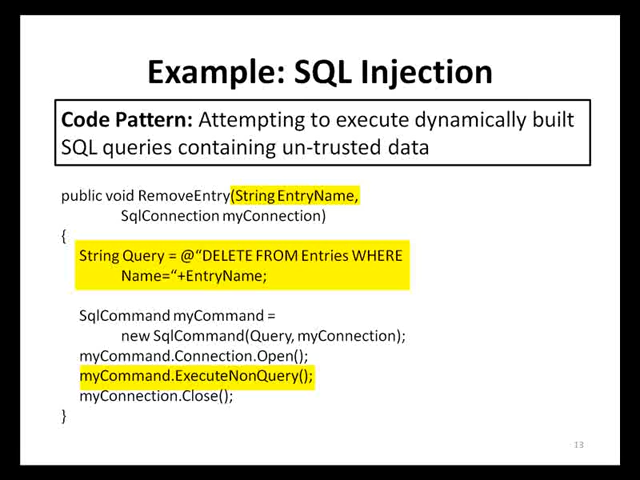 Example: SQL Injection
Code Pattern: Attempting to execute dynamically built
SQL queries containing un-trusted data
public void RemoveEntry(String EntryName,
SqlConnection myConnection)
{
String Query = @“DELETE FROM Entries WHERE
Name=“+EntryName;
SqlCommand myCommand =
new SqlCommand(Query, myConnection);
myCommand.Connection.Open();
myCommand.ExecuteNonQuery();
myConnection.Close();
}
13